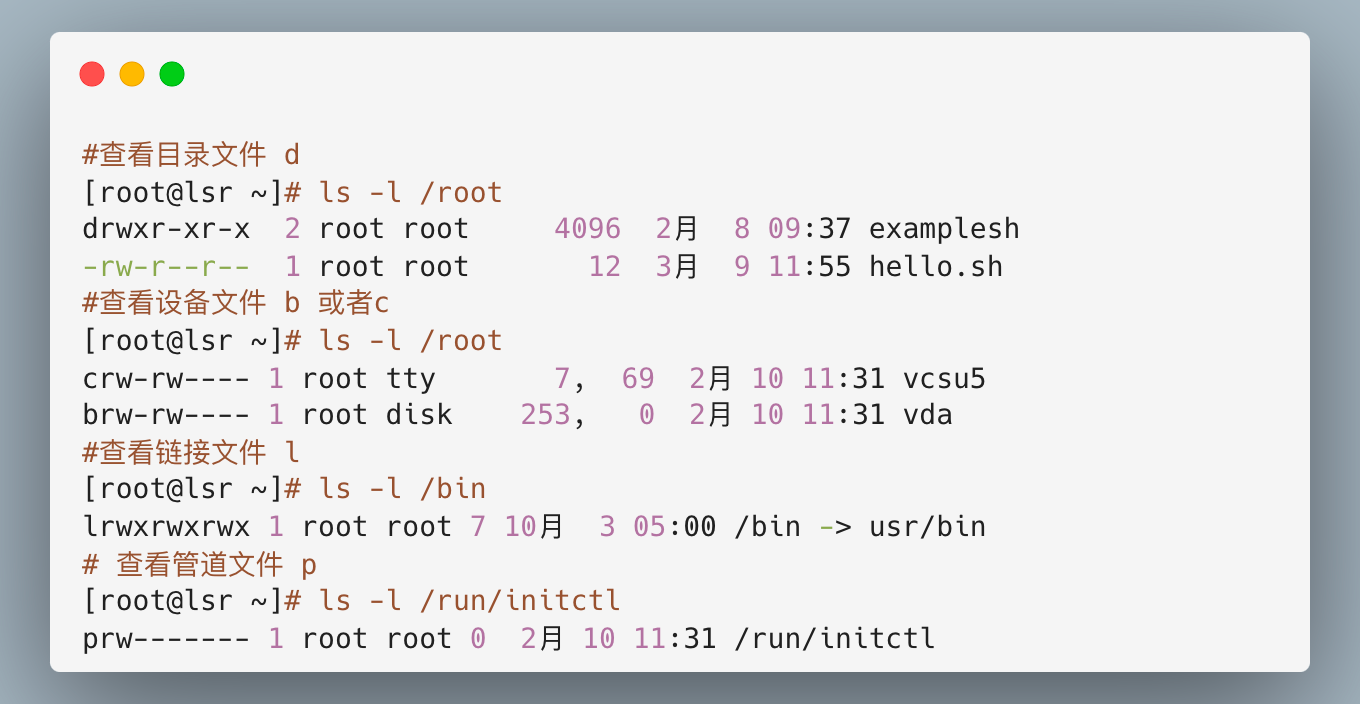 #查看目录文件 d
[root@lsr ~]# ls -l /root
drwxr-xr-x  2 root root     4096  2月  8 09:37 examplesh
-rw-r--r--  1 root root       12  3月  9 11:55 hello.sh
#查看设备文件 b 或者c
[root@lsr ~]# ls -l /root
crw-rw---- 1 root tty       7,  69  2月 10 11:31 vcsu5
brw-rw---- 1 root disk    253,   0  2月 10 11:31 vda
#查看链接文件 l
[root@lsr ~]# ls -l /bin
lrwxrwxrwx 1 root root 7 10月  3 05:00 /bin -> usr/bin
# 查看管道文件 p
[root@lsr ~]# ls -l /run/initctl
prw------- 1 root root 0  2月 10 11:31 /run/initctl